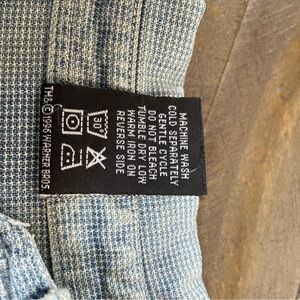 MACHINE WASH
COLD SEPARATELY
GENTLE CYCLE
DO NOT BLEACH
TUMBLE DRY LOW
WARM IRON ON
REVERSE SIDE
30°
TM&© 1996 WARNER BROS.